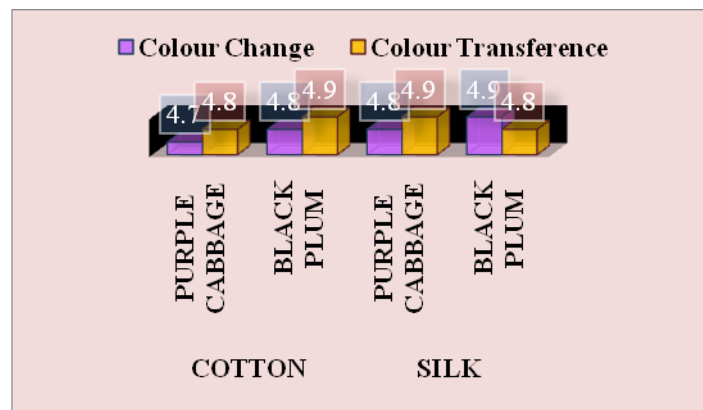 Colour Change Colour Transference
4.7 4.8 4.8 4.9 4.8 4.9 4.9 4.8
PURPLE
CABBAGE
BLACK
PLUM
PURPLE
CABBAGE
BLACK
PLUM
COTTON SILK